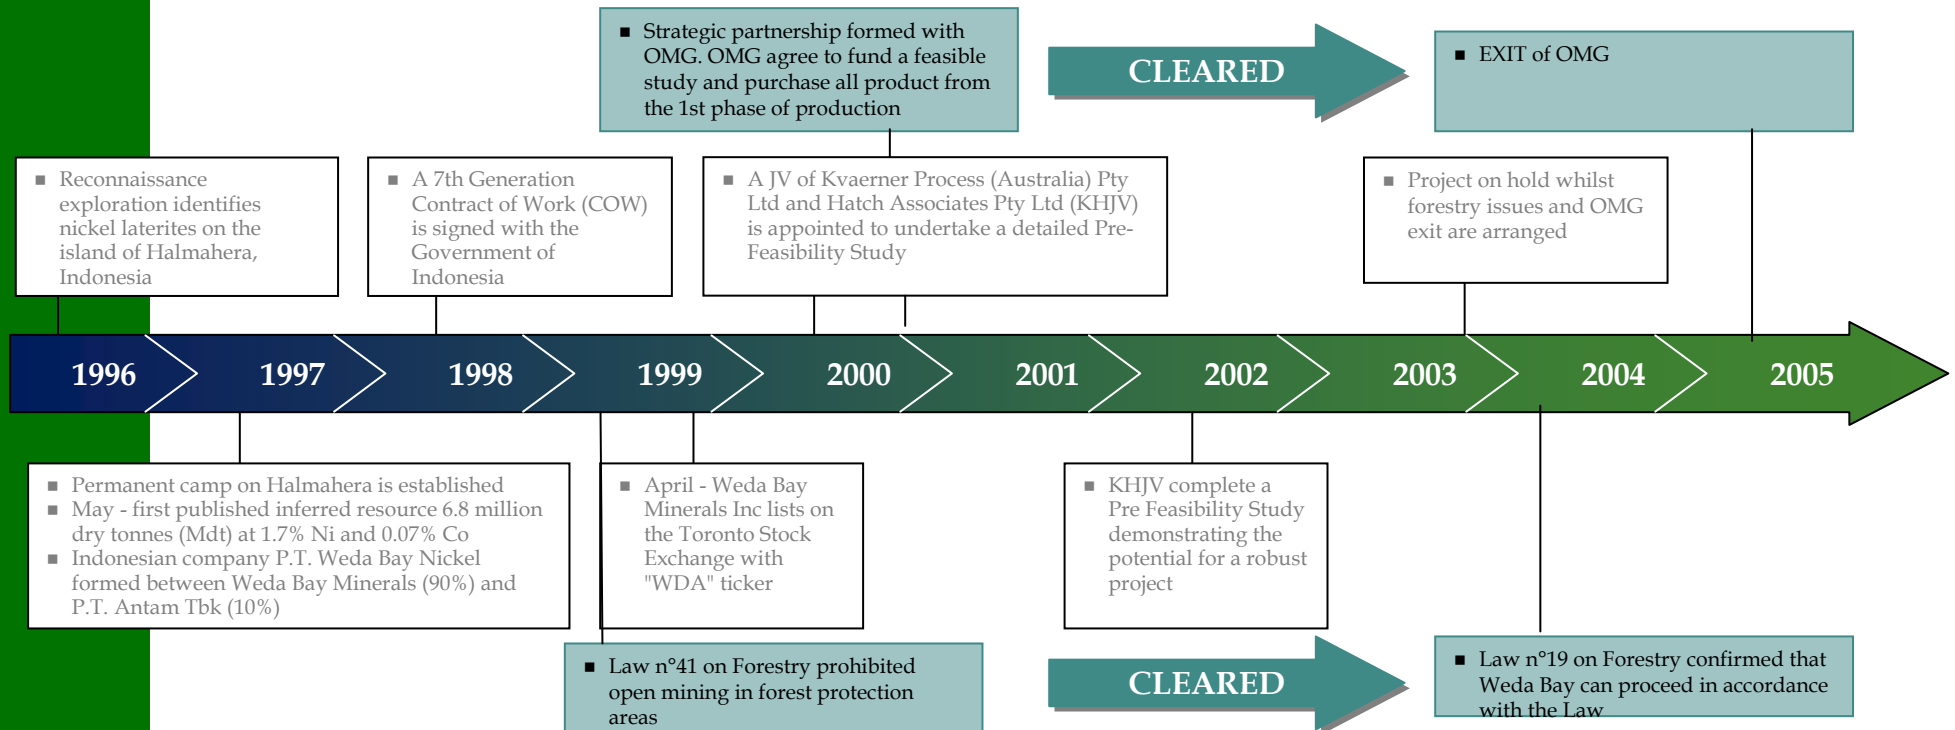 ■ Strategic partnership formed with
OMG. OMG agree to fund a feasible
study and purchase all product from
the 1st phase of production
CLEARED
■ EXIT of OMG
■ Reconnaissance
exploration identifies
nickel laterites on the
island of Halmahera,
Indonesia
■ A 7th Generation
Contract of Work (COW)
is signed with the
Government of
Indonesia
■ A JV of Kvaerner Process (Australia) Pty
Ltd and Hatch Associates Pty Ltd (KHJV)
is appointed to undertake a detailed Pre-
Feasibility Study
■ Project on hold whilst
forestry issues and OMG
exit are arranged
1996 1997 1998 1999 2000 2001 2002 2003 2004 2005
■ Permanent camp on Halmahera is established
■ May - first published inferred resource 6.8 million
dry tonnes (Mdt) at 1.7% Ni and 0.07% Co
■ Indonesian company P.T. Weda Bay Nickel
formed between Weda Bay Minerals (90%) and
P.T. Antam Tbk (10%)
■ April - Weda Bay
Minerals Inc lists on
the Toronto Stock
Exchange with
"WDA" ticker
■ KHJV complete a
Pre Feasibility Study
demonstrating the
potential for a robust
project
■ Law n°41 on Forestry prohibited
open mining in forest protection
areas
CLEARED
■ Law n°19 on Forestry confirmed that
Weda Bay can proceed in accordance
with the Law